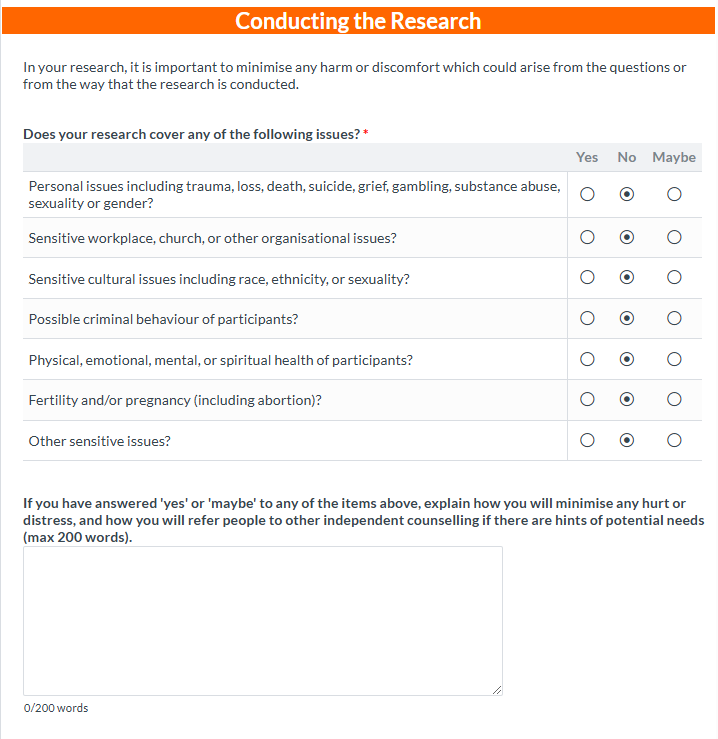 Conducting the Research
In your research, it is important to minimise any harm or discomfort which could arise from the questions or
from the way that the research is conducted.
Does your research cover any of the following issues? *
Yes No Maybe
Personal issues including trauma, loss, death, suicide, grief, gambling, substance abuse,
sexuality or gender?
Sensitive workplace, church, or other organisational issues?
Sensitive cultural issues including race, ethnicity, or sexuality?
Possible criminal behaviour of participants?
Physical, emotional, mental, or spiritual health of participants?
Fertility and/or pregnancy (including abortion)?
Other sensitive issues?
If you have answered 'yes' or 'maybe' to any of the items above, explain how you will minimise any hurt or
distress, and how you will refer people to other independent counselling if there are hints of potential needs
(max 200 words).
0/200 words